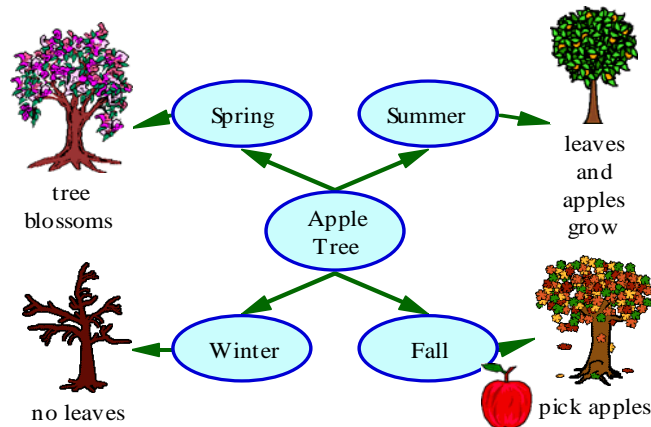 Spring
Summer
tree
blossoms
leaves
and
apples
grow
Apple
Tree
Winter
Fall
no leaves
pick apples